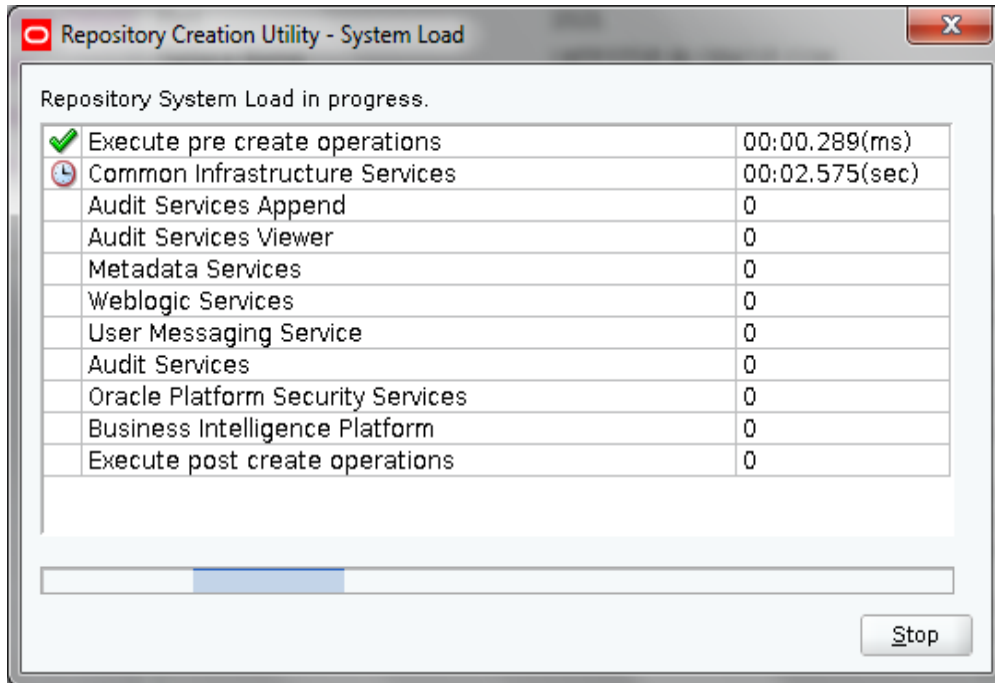 Repository Creation Utility - System Load
Repository System Load in progress.
Execute pre create operations 00:00.289(ms)
Common Infrastructure Services 00:02.575(sec)
Audit Services Append 0
Audit Services Viewer 0
Metadata Services 0
Weblogic Services 0
User Messaging Service 0
Audit Services 0
Oracle Platform Security Services 0
Business Intelligence Platform 0
Execute post create operations 0
Stop